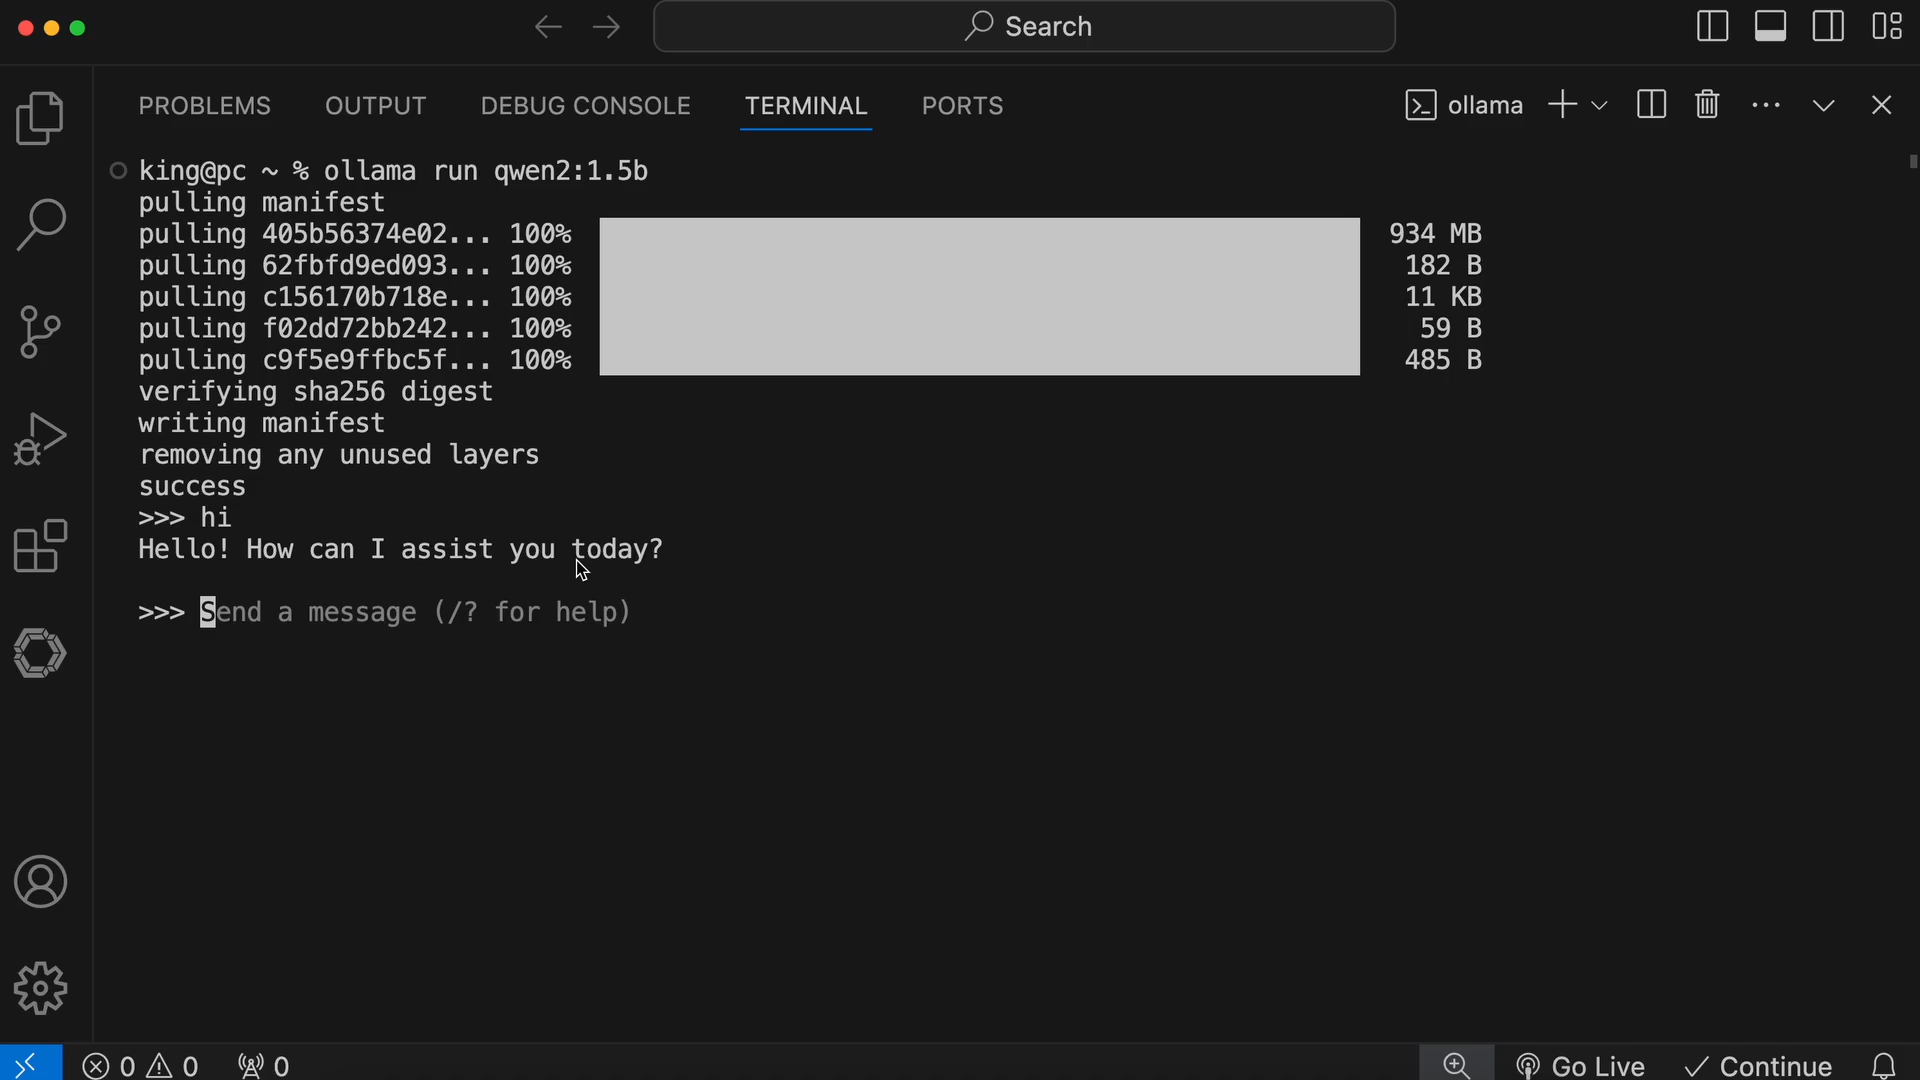 Search
PROBLEMS OUTPUT DEBUG CONSOLE TERMINAL PORTS ollama
king@pc ~ % ollama run qwen2:1.5b
pulling manifest
pulling 405b56374e02... 100% 934 MB
pulling 62fbfd9ed093... 100% 182 B
pulling c156170b718e... 100% 11 KB
pulling f02dd72bb242... 100% 59 B
pulling c9f5e9ffbc5f... 100% 485 B
verifying sha256 digest
writing manifest
removing any unused layers
success
>>> hi
Hello! How can I assist you today?
>>> Send a message (/? for help)
0 0 0 Go Live Continue